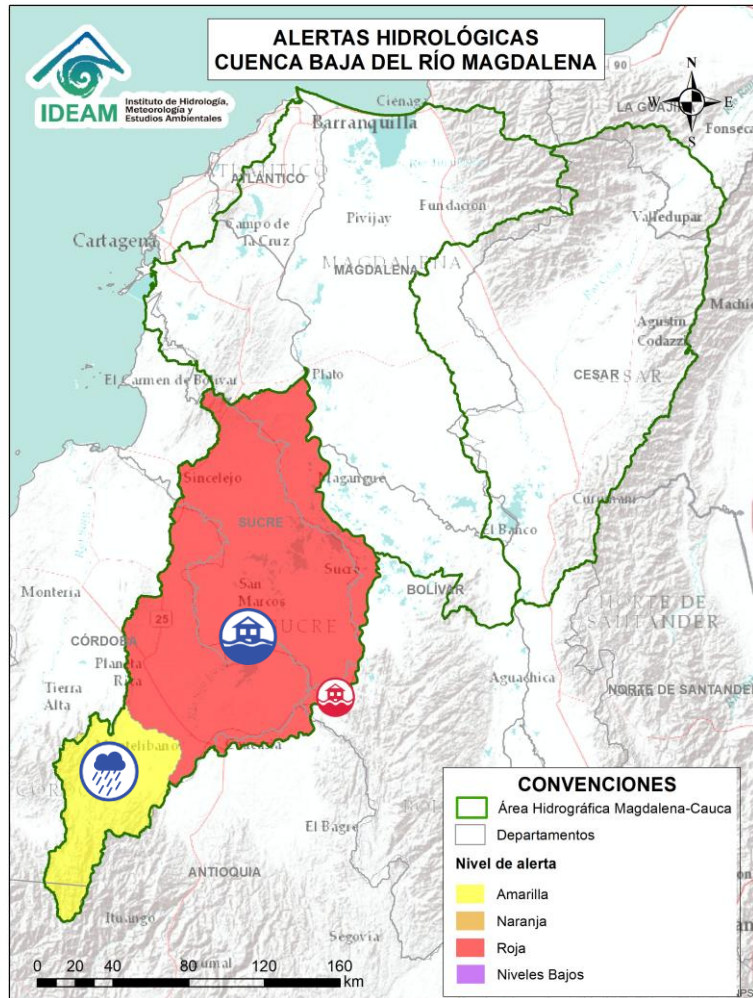 ALERTAS HIDROLÓGICAS
CUENCA BAJA DEL RÍO MAGDALENA
IDEAM
Instituto de Hidrología,
Meteorología y
Estudios Ambientales
N
W E
S
90
LA GUAJIRA
Fonseca
Ciénaga
Barranquilla
ATLÁNTICO
Fundación
Valledupar
Pivijay
Campo de
la Cruz
Cartagena
MAGDALENA
MAGDALENA
Agustín
Codazzi
CESAR
CESAR
El Carmen de Bolívar
Plato
Sincelejo
Magangue
SUCRE
El Banco
Sucre
San
Marcos
SUCRE
BOLÍVAR
Montería
25
CÓRDOBA
Planeta
Rica
Tierra
Alta
NORTE DE
SANTANDER
Aguachica
NORTE DE SANTANDER
El Bagre
ANTIOQUIA
Ituango
Segovia
CONVENCIONES
Área Hidrográfica Magdalena-Cauca
Departamentos
Nivel de alerta
Amarilla
Naranja
Roja
Niveles Bajos
0 20 40 80 120 160
km